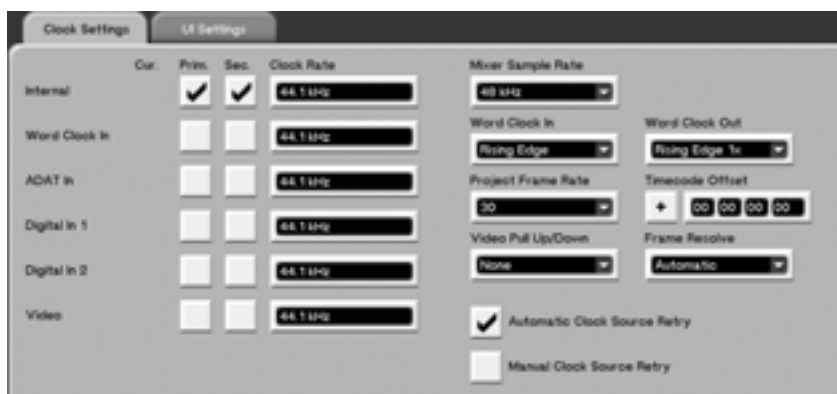 Clock Settings
UI Settings
Cur. Prim. Sec. Clock Rate
Internal 44.1 kHz
Word Clock In 44.1 kHz
ADAT In 44.1 kHz
Digital In 1 44.1 kHz
Digital In 2 44.1 kHz
Video 44.1 kHz
Mixer Sample Rate
48 kHz
Word Clock In Word Clock Out
Rising Edge Rising Edge 1x
Project Frame Rate Timecode Offset
30 + 00 00 00 00
Video Pull Up/Down Frame Resolve
None Automatic
Automatic Clock Source Retry
Manual Clock Source Retry